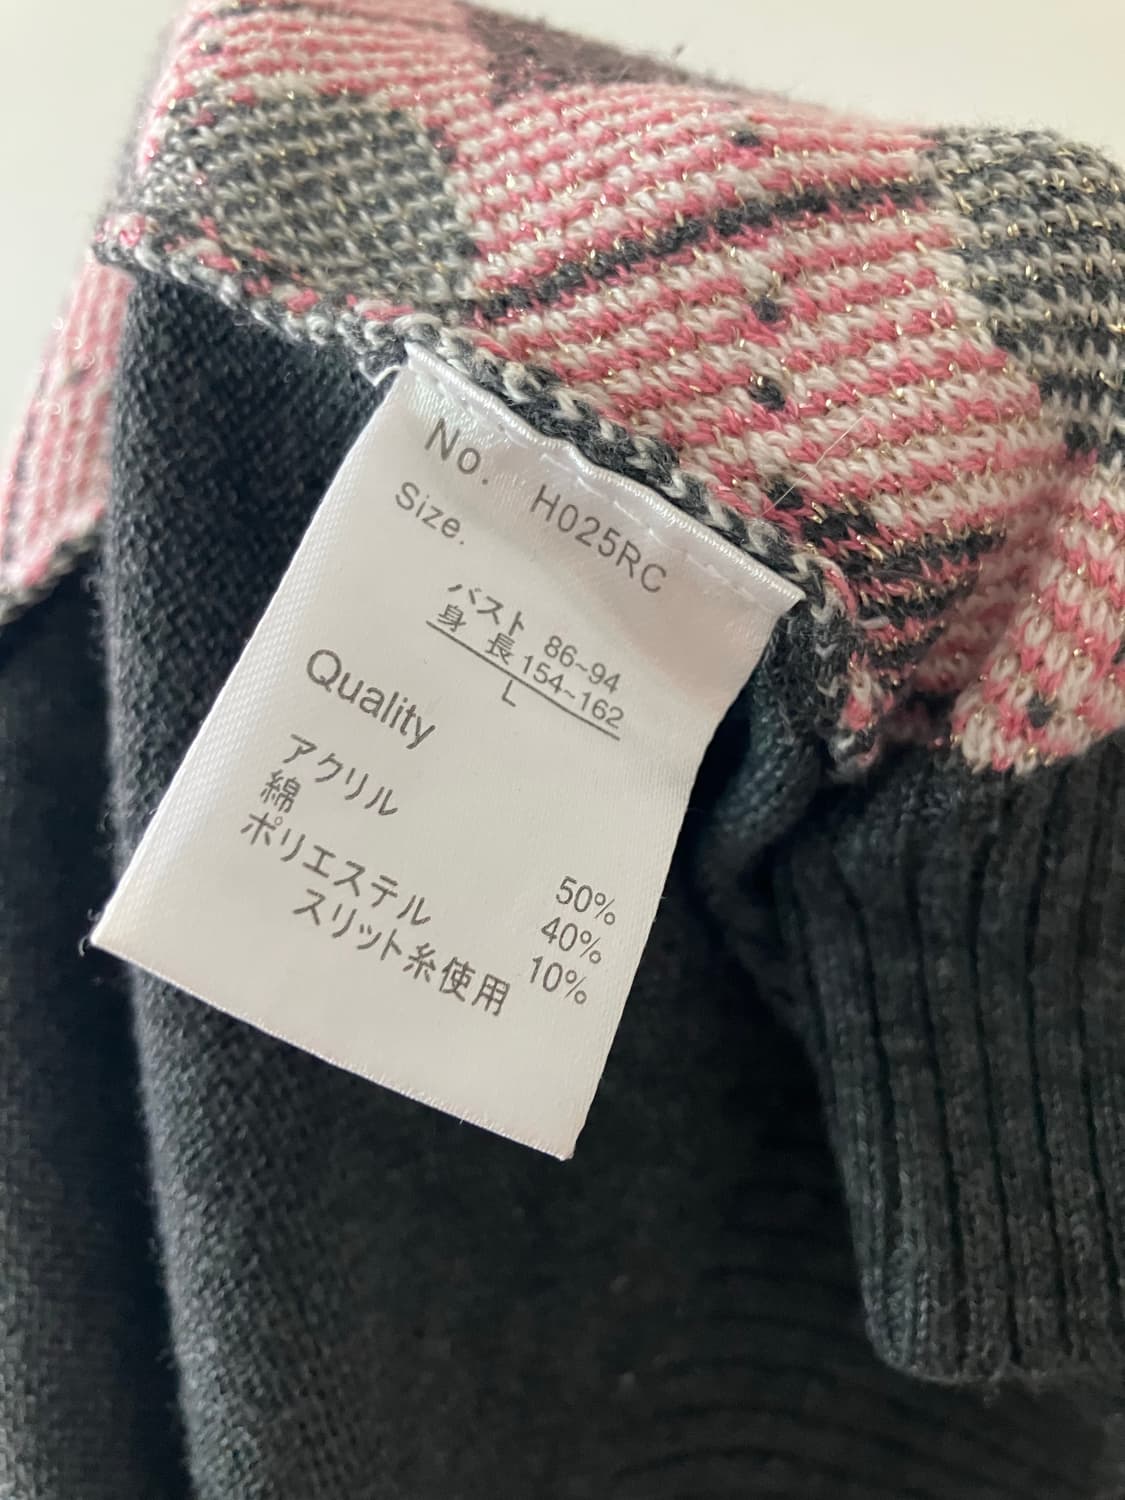 No. H025RC
Size.
バスト 86~94
身長 154~162
L
Quality
アクリル 50%
綿 40%
ポリエステル 10%
スリット糸使用